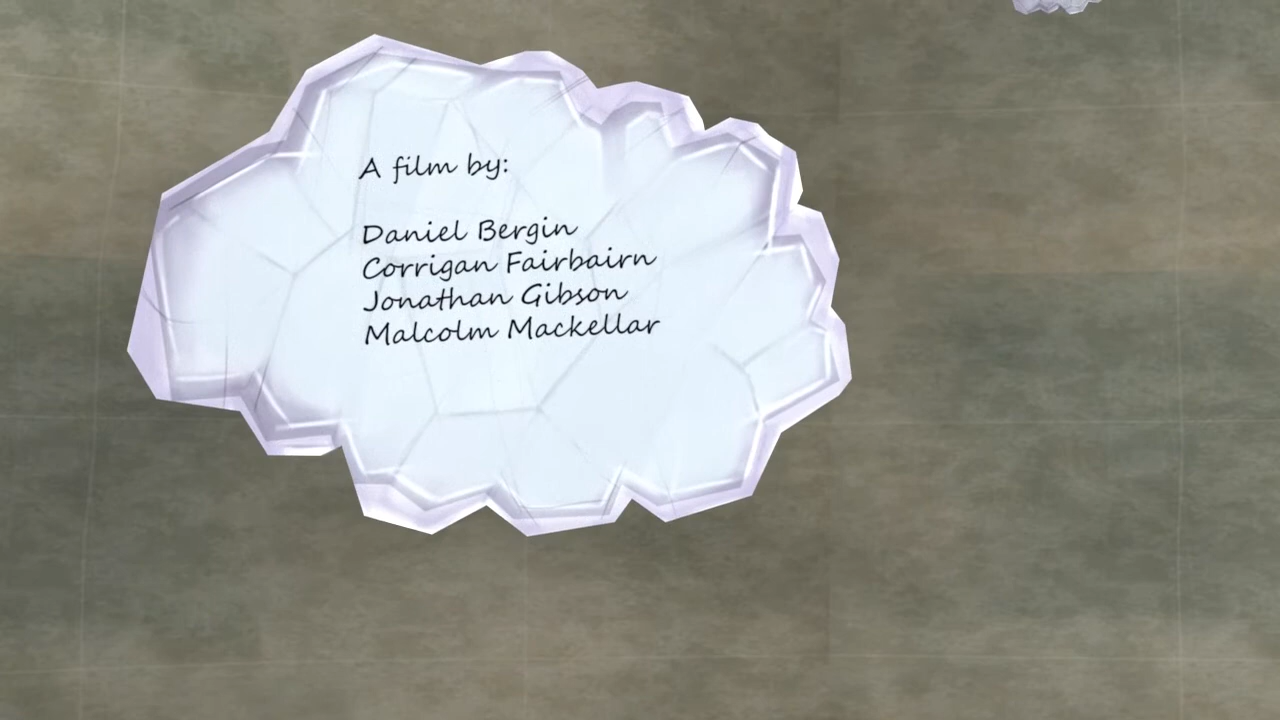 A film by:
Daniel Bergin
Corrigan Fairbairn
Jonathan Gibson
Malcolm Mackellar